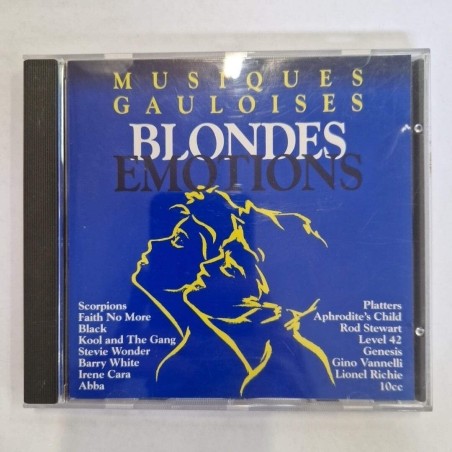 MUSIQUES
GAULOISES
BLONDES
EMOTIONS
Scorpions
Faith No More
Black
Kool and The Gang
Stevie Wonder
Barry White
Irene Cara
Abba
Platters
Aphrodite's Child
Rod Stewart
Level 42
Genesis
Gino Vannelli
Lionel Richie
10cc